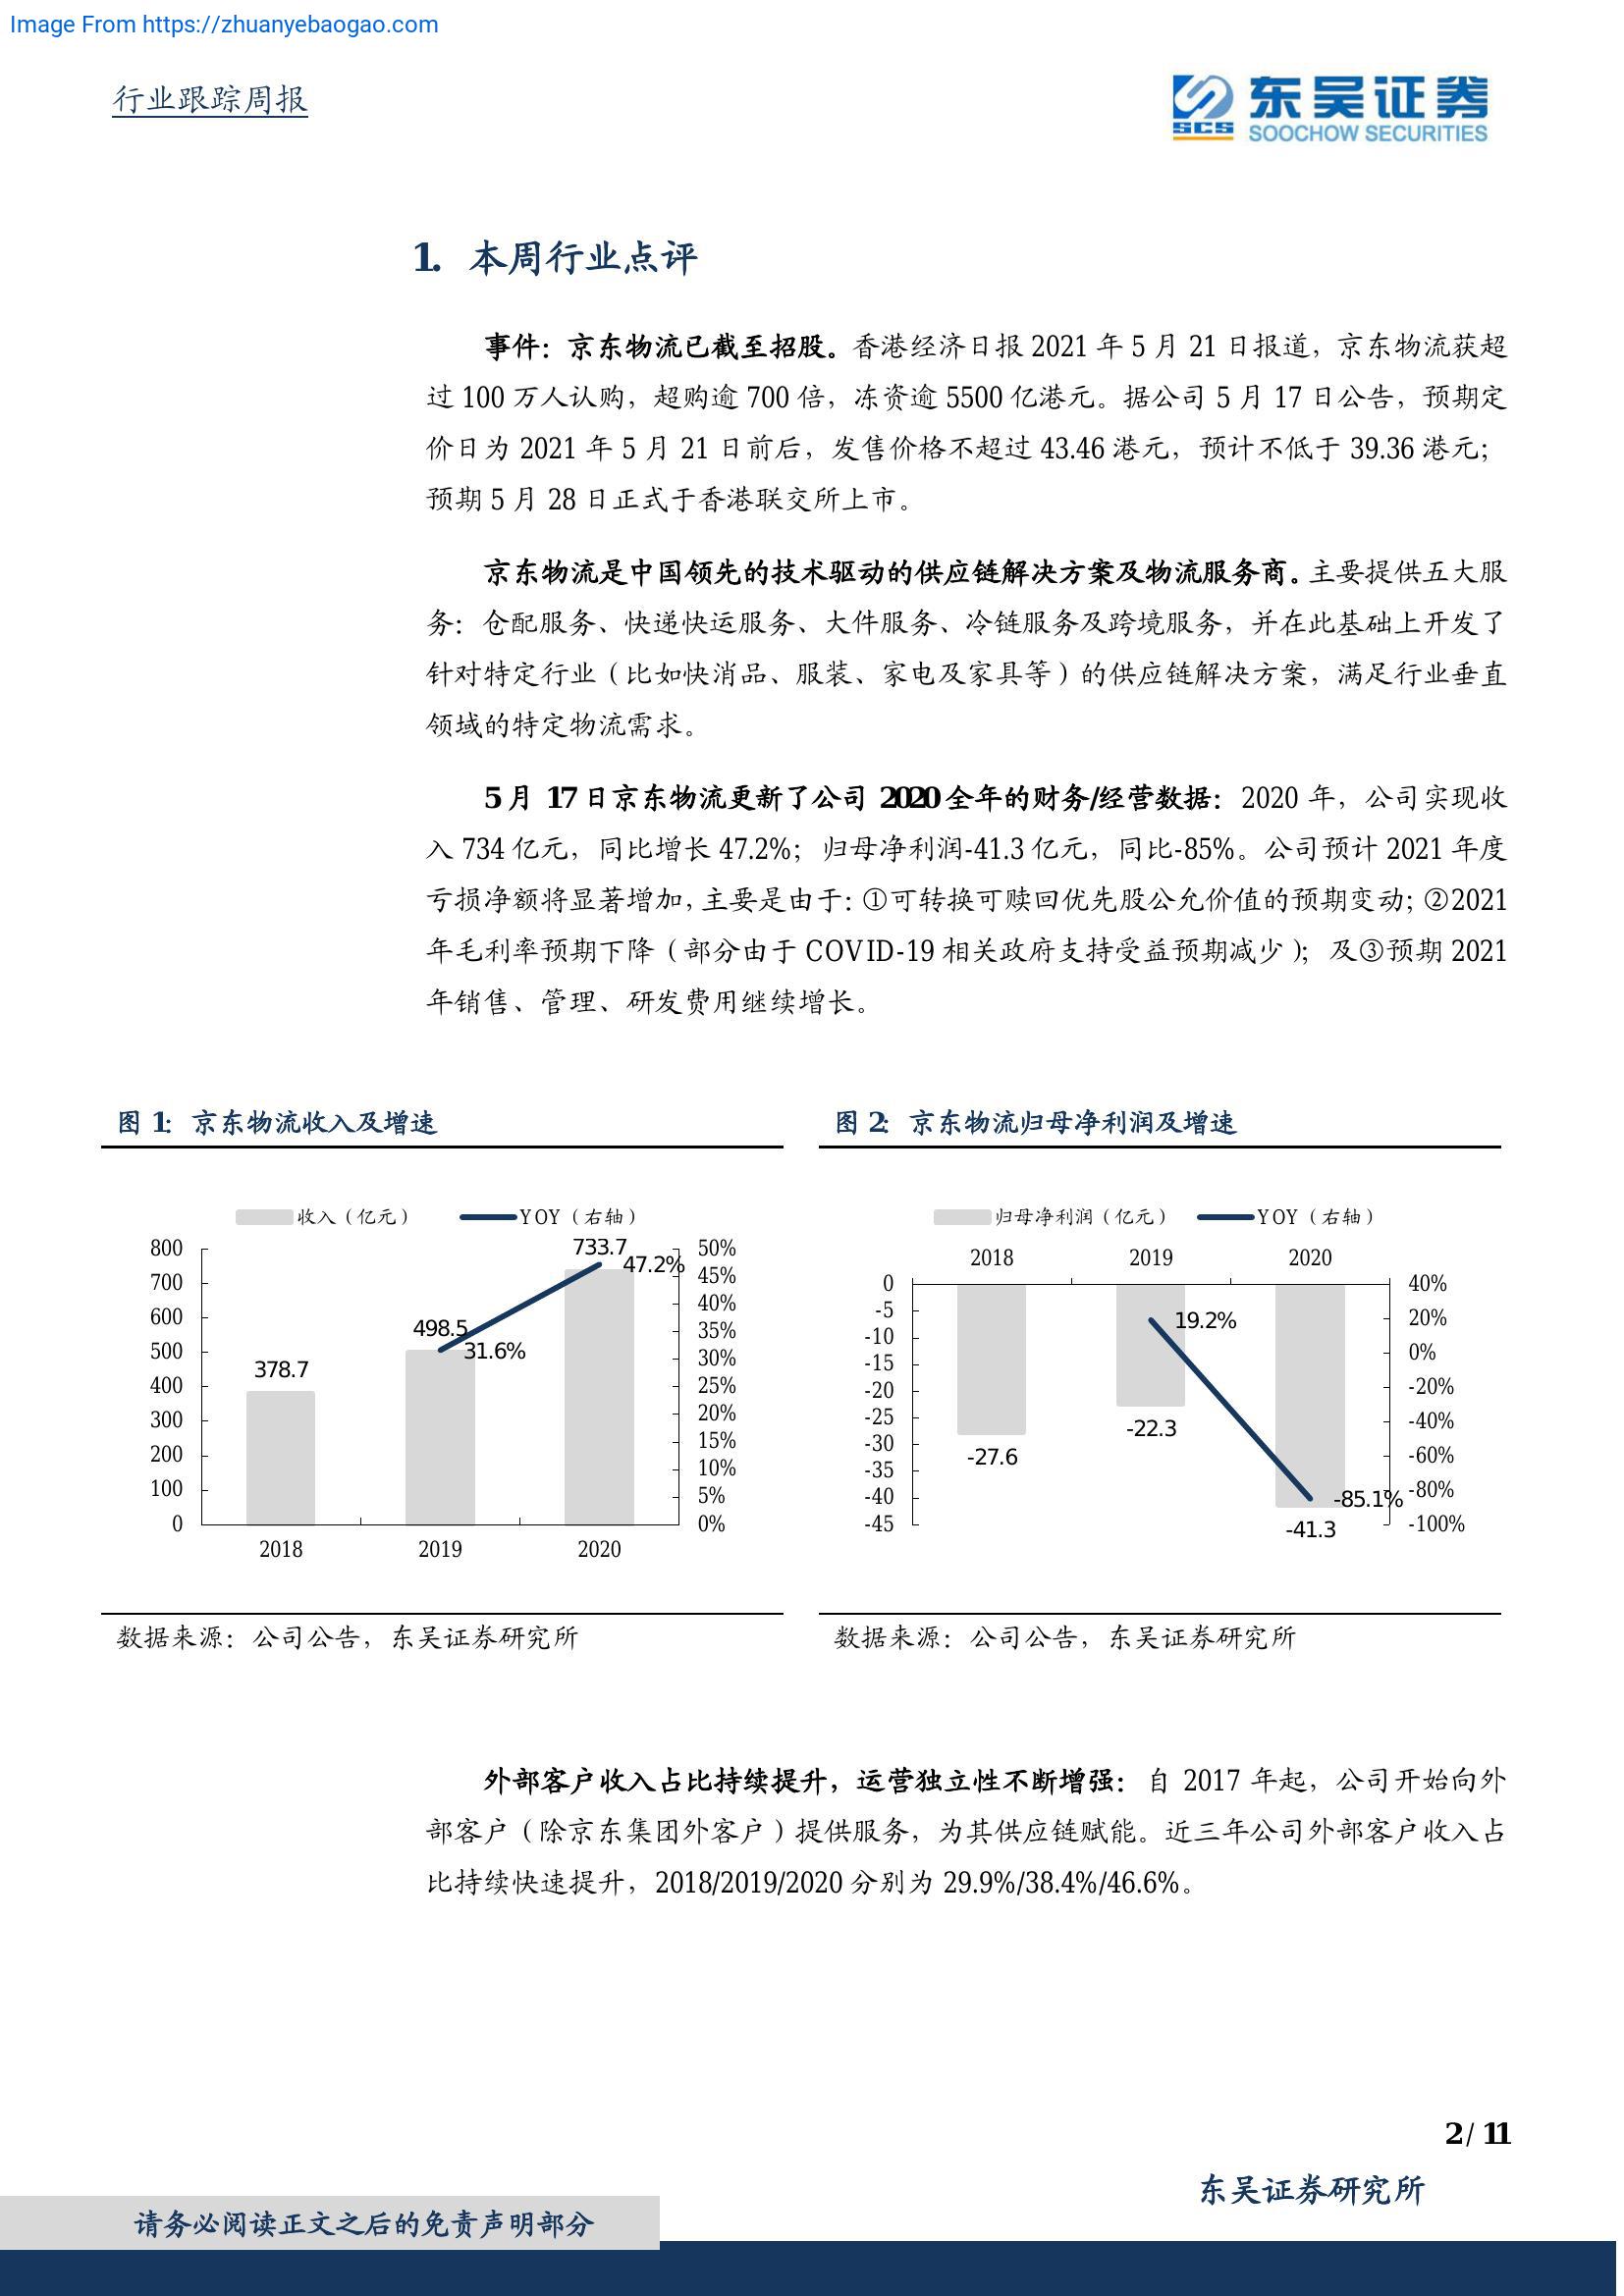 Image From https://zhuanyebaogao.com
行业跟踪周报
SCS 东吴证券
SOOCHOW SECURITIES
1. 本周行业点评
事件：京东物流已截至招股。香港经济日报 2021 年 5 月 21 日报道，京东物流获超
过 100 万人认购，超购逾 700 倍，冻资逾 5500 亿港元。据公司 5 月 17 日公告，预期定
价日为 2021 年 5 月 21 日前后，发售价格不超过 43.46 港元，预计不低于 39.36 港元；
预期 5 月 28 日正式于香港联交所上市。
京东物流是中国领先的技术驱动的供应链解决方案及物流服务商。主要提供五大服
务：仓配服务、快递快运服务、大件服务、冷链服务及跨境服务，并在此基础上开发了
针对特定行业（比如快消品、服装、家电及家具等）的供应链解决方案，满足行业垂直
领域的特定物流需求。
5 月 17 日京东物流更新了公司 2020 全年的财务/经营数据：2020 年，公司实现收
入 734 亿元，同比增长 47.2%；归母净利润-41.3 亿元，同比-85%。公司预计 2021 年度
亏损净额将显著增加，主要是由于：①可转换可赎回优先股公允价值的预期变动；②2021
年毛利率预期下降（部分由于 COVID-19 相关政府支持受益预期减少）；及③预期 2021
年销售、管理、研发费用继续增长。
图 1： 京东物流收入及增速
收入（亿元） YOY（右轴）
800
700
600
500
400
300
200
100
0
378.7
498.5
733.7
31.6%
47.2%
50%
45%
40%
35%
30%
25%
20%
15%
10%
5%
0%
2018 2019 2020
数据来源：公司公告，东吴证券研究所
图 2： 京东物流归母净利润及增速
归母净利润（亿元） YOY（右轴）
2018 2019 2020
0
-5
-10
-15
-20
-25
-30
-35
-40
-45
-27.6
-22.3
-41.3
19.2%
-85.1%
40%
20%
0%
-20%
-40%
-60%
-80%
-100%
数据来源：公司公告，东吴证券研究所
外部客户收入占比持续提升，运营独立性不断增强：自 2017 年起，公司开始向外
部客户（除京东集团外客户）提供服务，为其供应链赋能。近三年公司外部客户收入占
比持续快速提升，2018/2019/2020 分别为 29.9%/38.4%/46.6%。
2 / 11
东吴证券研究所
请务必阅读正文之后的免责声明部分